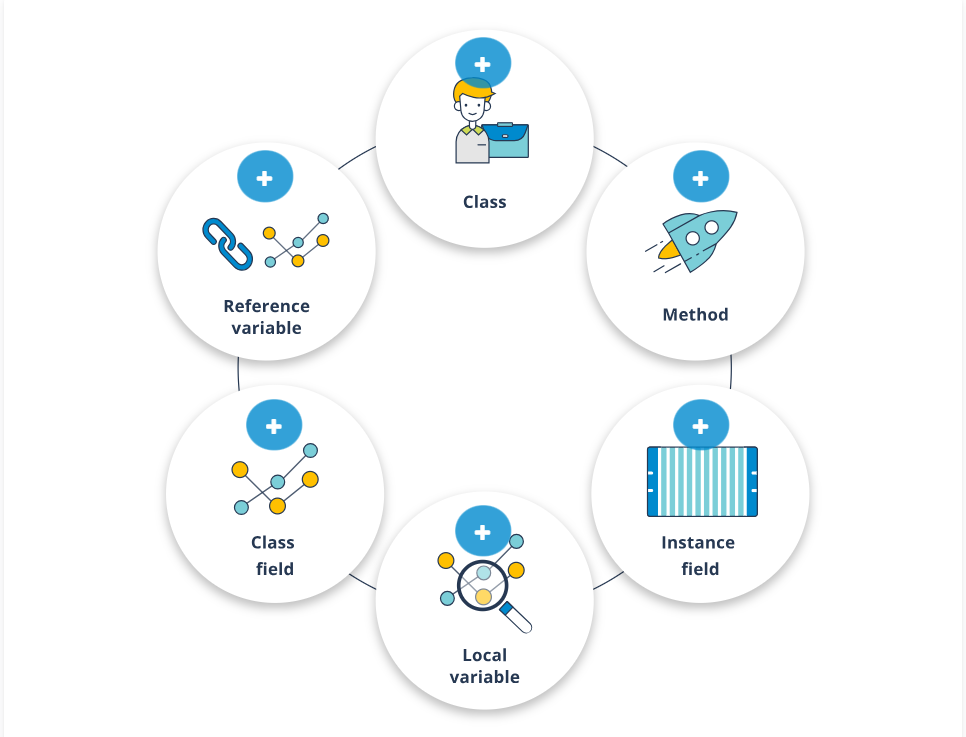 Class
Method
Instance
field
Local
variable
Class
field
Reference
variable